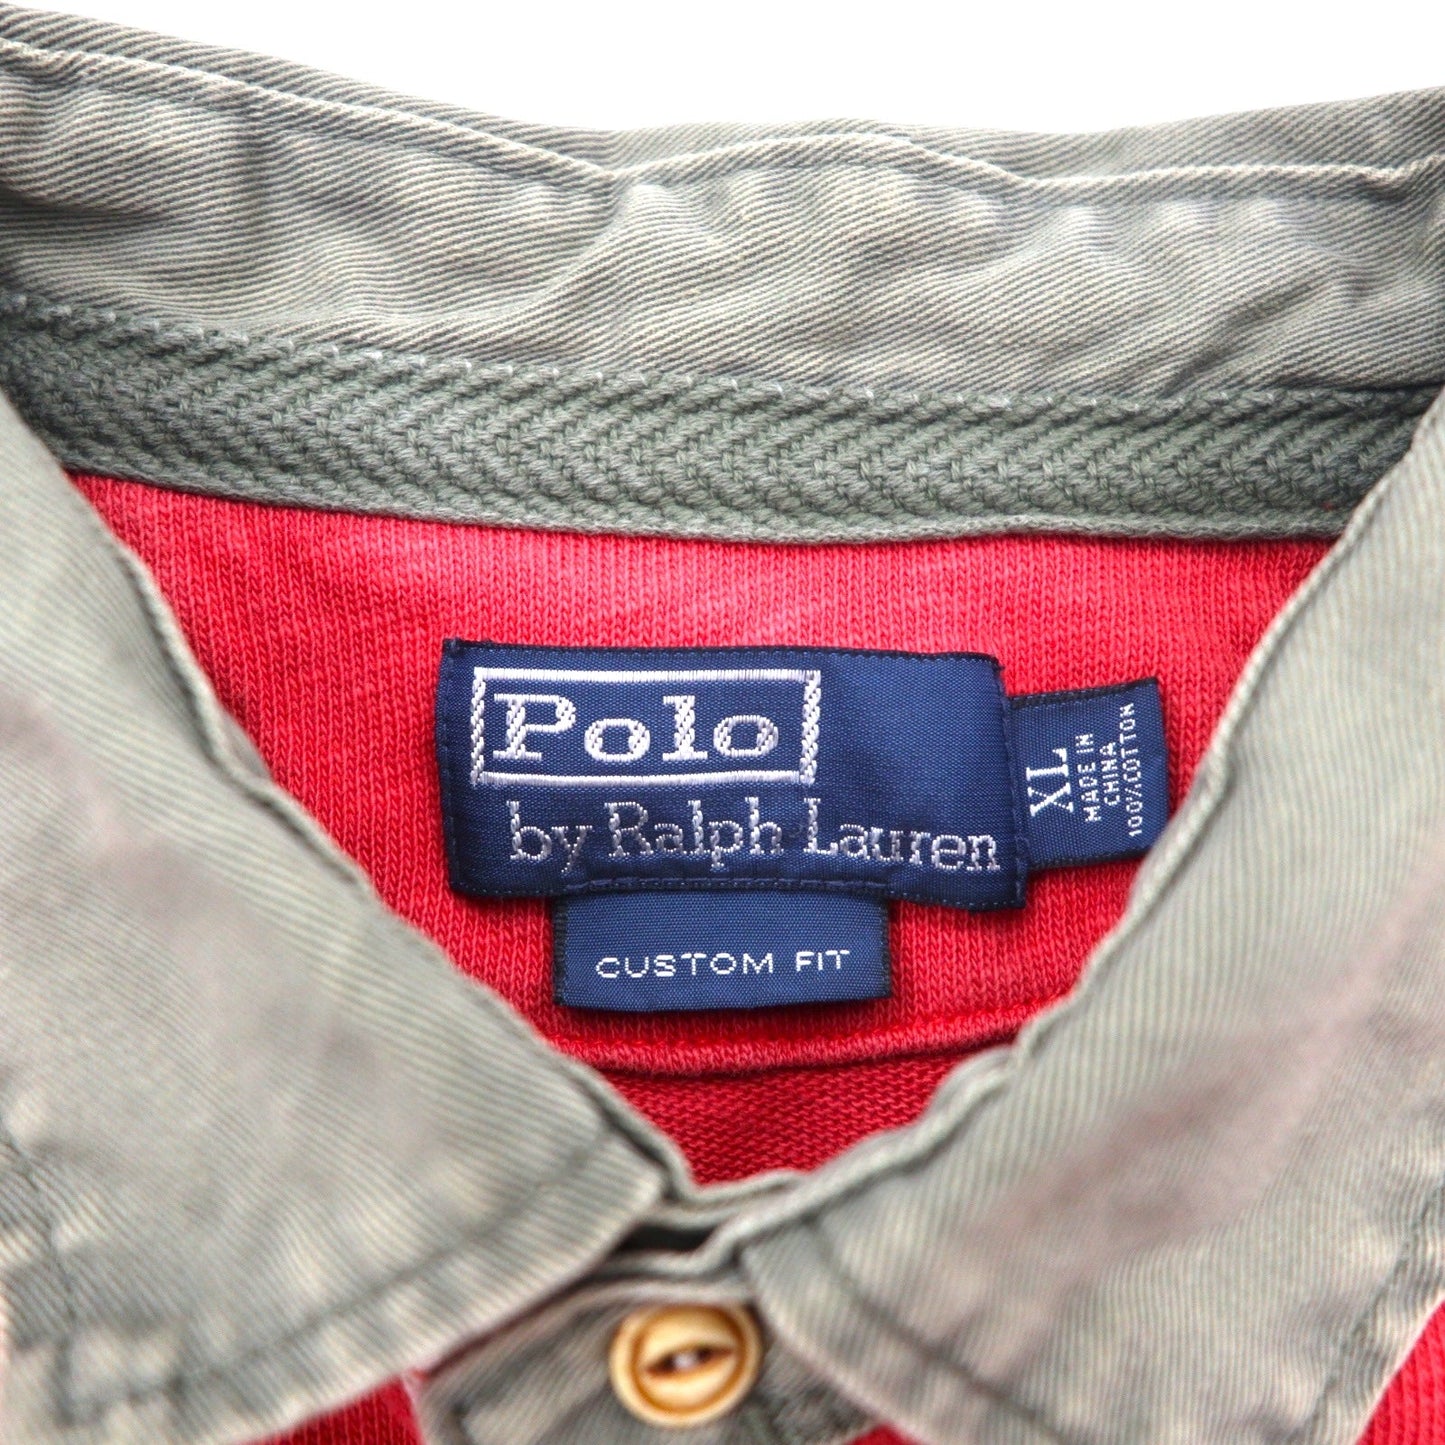 Polo
by Ralph Lauren
CUSTOM FIT
XL
MADE IN
CHINA
100%COTTON